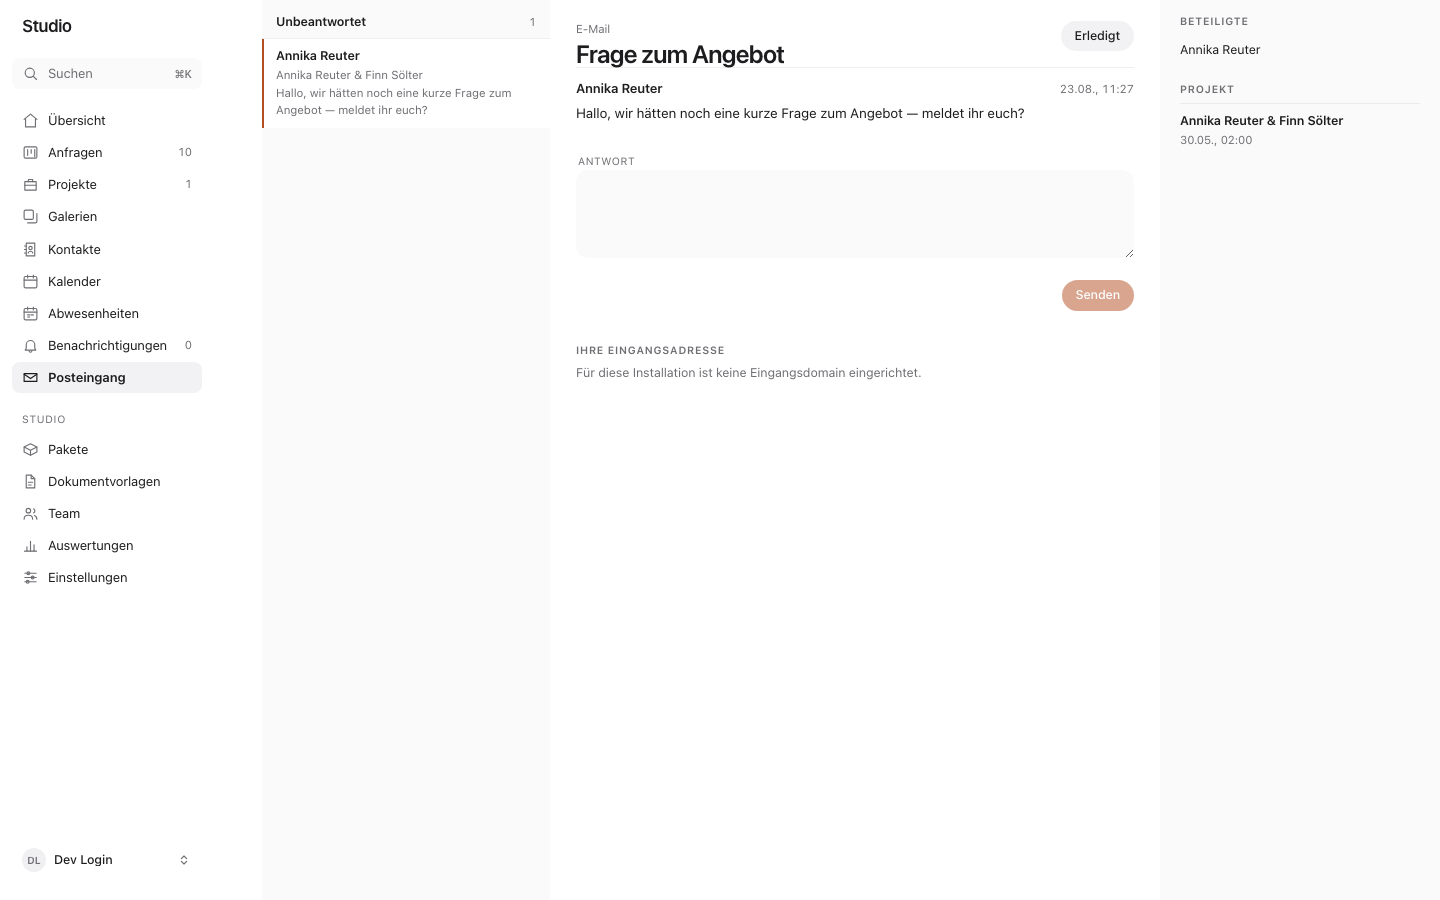 Studio
Suchen ⌘K
Übersicht
Anfragen 10
Projekte 1
Galerien
Kontakte
Kalender
Abwesenheiten
Benachrichtigungen 0
Posteingang
STUDIO
Pakete
Dokumentvorlagen
Team
Auswertungen
Einstellungen
DL Dev Login
Unbeantwortet 1
Annika Reuter
Annika Reuter & Finn Sölter
Hallo, wir hätten noch eine kurze Frage zum
Angebot — meldet ihr euch?
E-Mail
Frage zum Angebot
Erledigt
Annika Reuter 23.08., 11:27
Hallo, wir hätten noch eine kurze Frage zum Angebot — meldet ihr euch?
ANTWORT
Senden
IHRE EINGANGSADRESSE
Für diese Installation ist keine Eingangsdomain eingerichtet.
BETEILIGTE
Annika Reuter
PROJEKT
Annika Reuter & Finn Sölter
30.05., 02:00